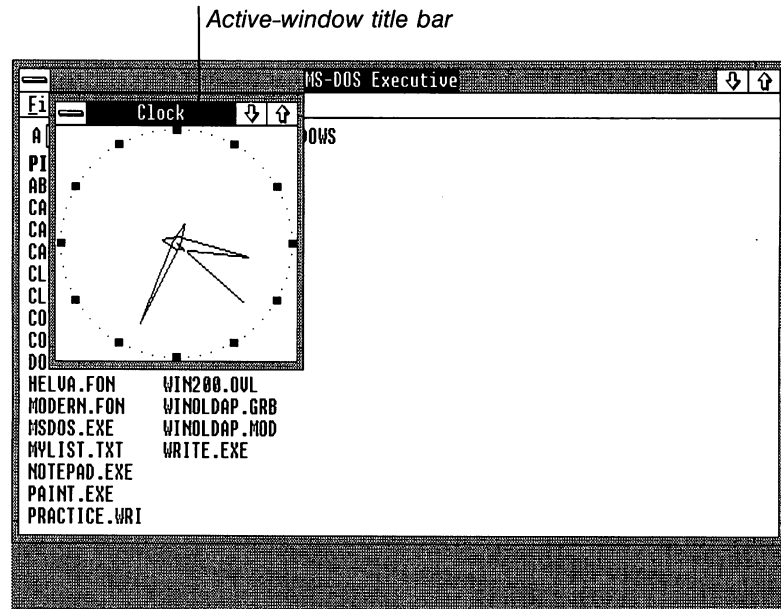 Active-window title bar
MS-DOS Executive
Fi
Clock
A
DOWS
PI
AB
CA
CA
CA
CL
CL
CO
CO
DO
HELVA.FON WIN200.OVL
MODERN.FON WINOLDAP.GRB
MSDOS.EXE WINOLDAP.MOD
MYLIST.TXT WRITE.EXE
NOTEPAD.EXE
PAINT.EXE
PRACTICE.WRI